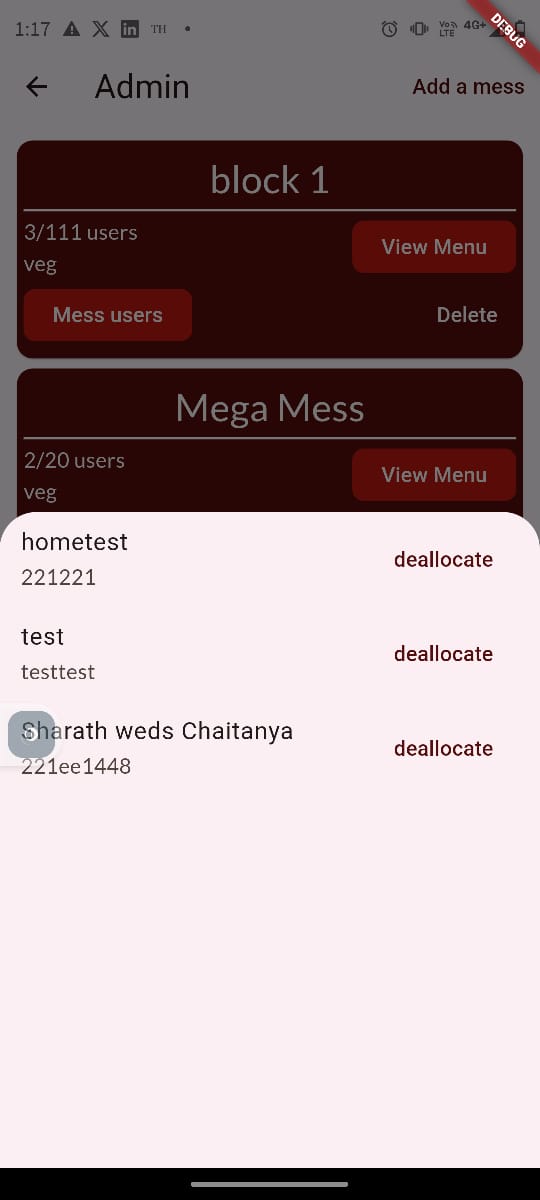 1:17 TH VoLTE 4G+ DEBUG
Admin Add a mess
block 1
3/111 users
veg
View Menu
Mess users Delete
Mega Mess
2/20 users
veg
View Menu
hometest
221221
deallocate
test
testtest
deallocate
Sharath weds Chaitanya
221ee1448
deallocate